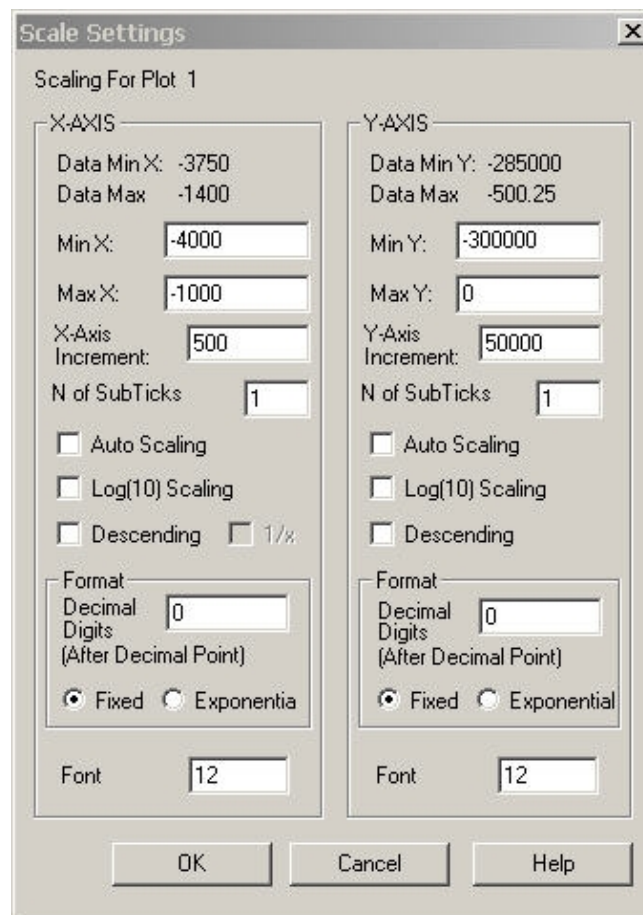 Scale Settings
Scaling For Plot 1
X-AXIS
Data Min X: -3750
Data Max -1400
Min X: -4000
Max X: -1000
X-Axis
Increment: 500
N of SubTicks 1
Auto Scaling
Log(10) Scaling
Descending 1/x
Format
Decimal
Digits 0
(After Decimal Point)
Fixed Exponentia
Font 12
Y-AXIS
Data Min Y: -285000
Data Max -500.25
Min Y: -300000
Max Y: 0
Y-Axis
Increment: 50000
N of SubTicks 1
Auto Scaling
Log(10) Scaling
Descending
Format
Decimal
Digits 0
(After Decimal Point)
Fixed Exponential
Font 12
OK Cancel Help